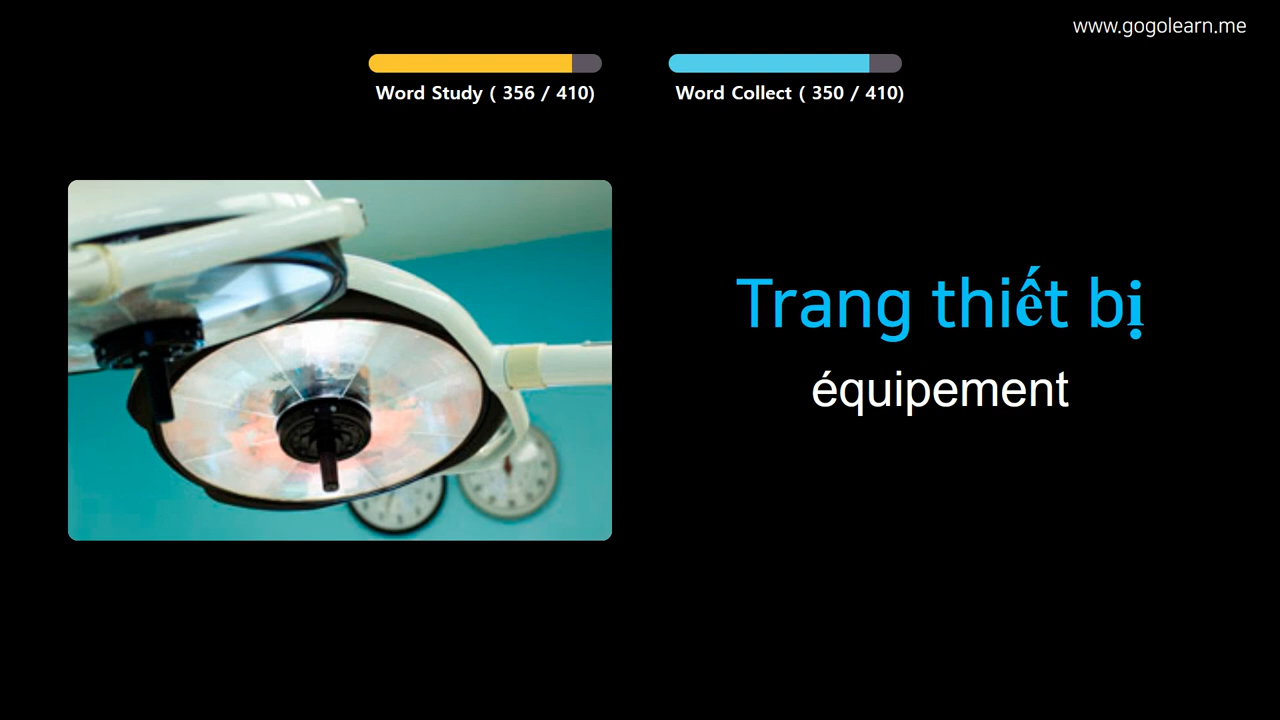 www.gogolearn.me
Word Study ( 356 / 410)
Word Collect ( 350 / 410)
Trang thiết bị
équipement